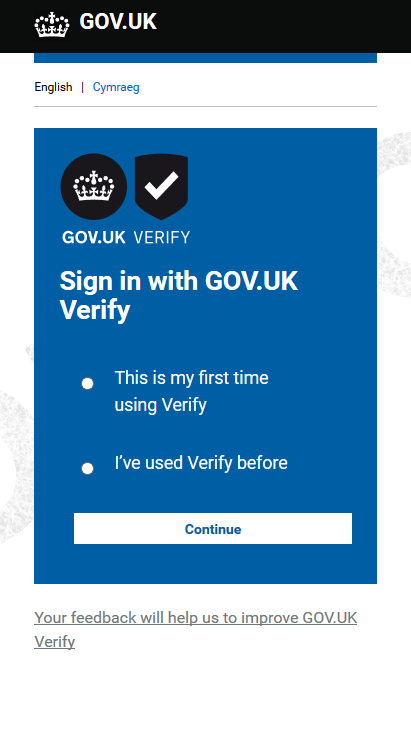 GOV.UK
English | Cymraeg
GOV.UK VERIFY
Sign in with GOV.UK
Verify
This is my first time
using Verify
I’ve used Verify before
Continue
Your feedback will help us to improve GOV.UK
Verify